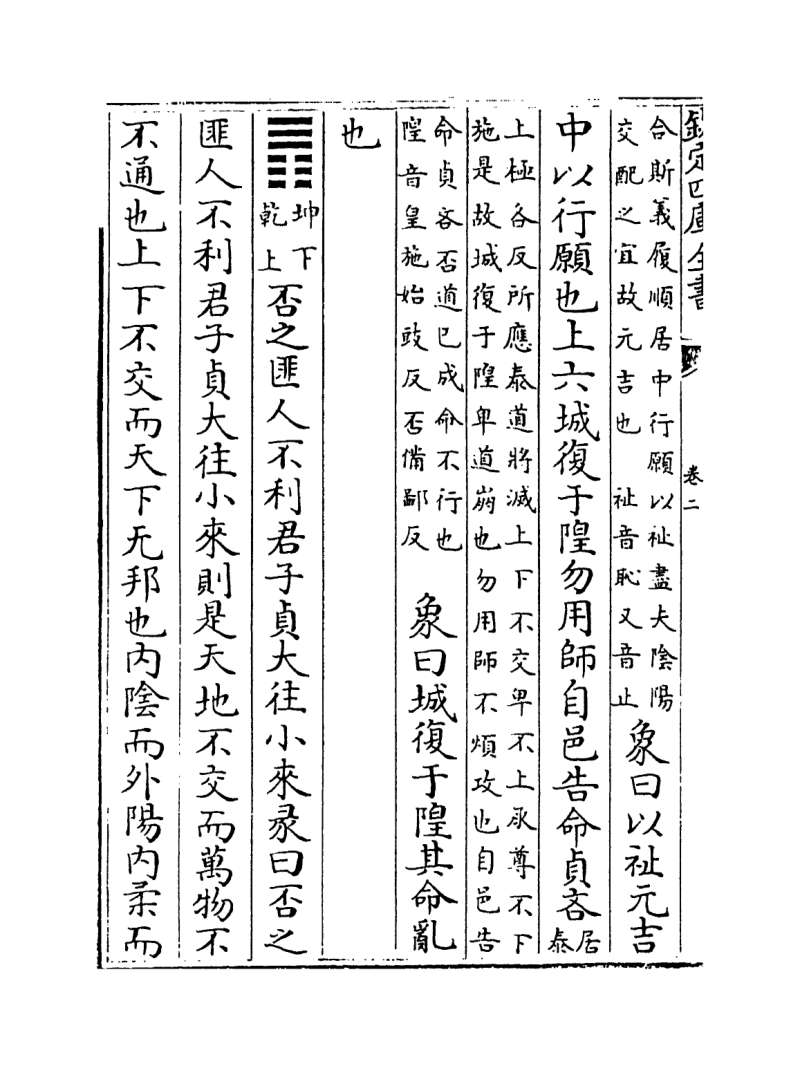 欽定四庫全書
卷二
合斯義履順居中行願以祉盡夫陰陽
交配之宜故元吉也 祉音恥又音止
象曰以祉元吉
中以行願也上六城復于隍勿用師自邑告命貞吝
居
泰
上極各反所應泰道將滅上下不交卑不上承尊不下
施是故城復于隍卑道崩也勿用師不煩攻也自邑告
命貞吝否道巳成命不行也
隍音皇施始豉反否備鄙反
象曰城復于隍其命亂
也
䷋
坤下
乾上
否之匪人不利君子貞大往小來彖曰否之
匪人不利君子貞大往小來則是天地不交而萬物不
不通也上下不交而天下无邦也内陰而外陽内柔而